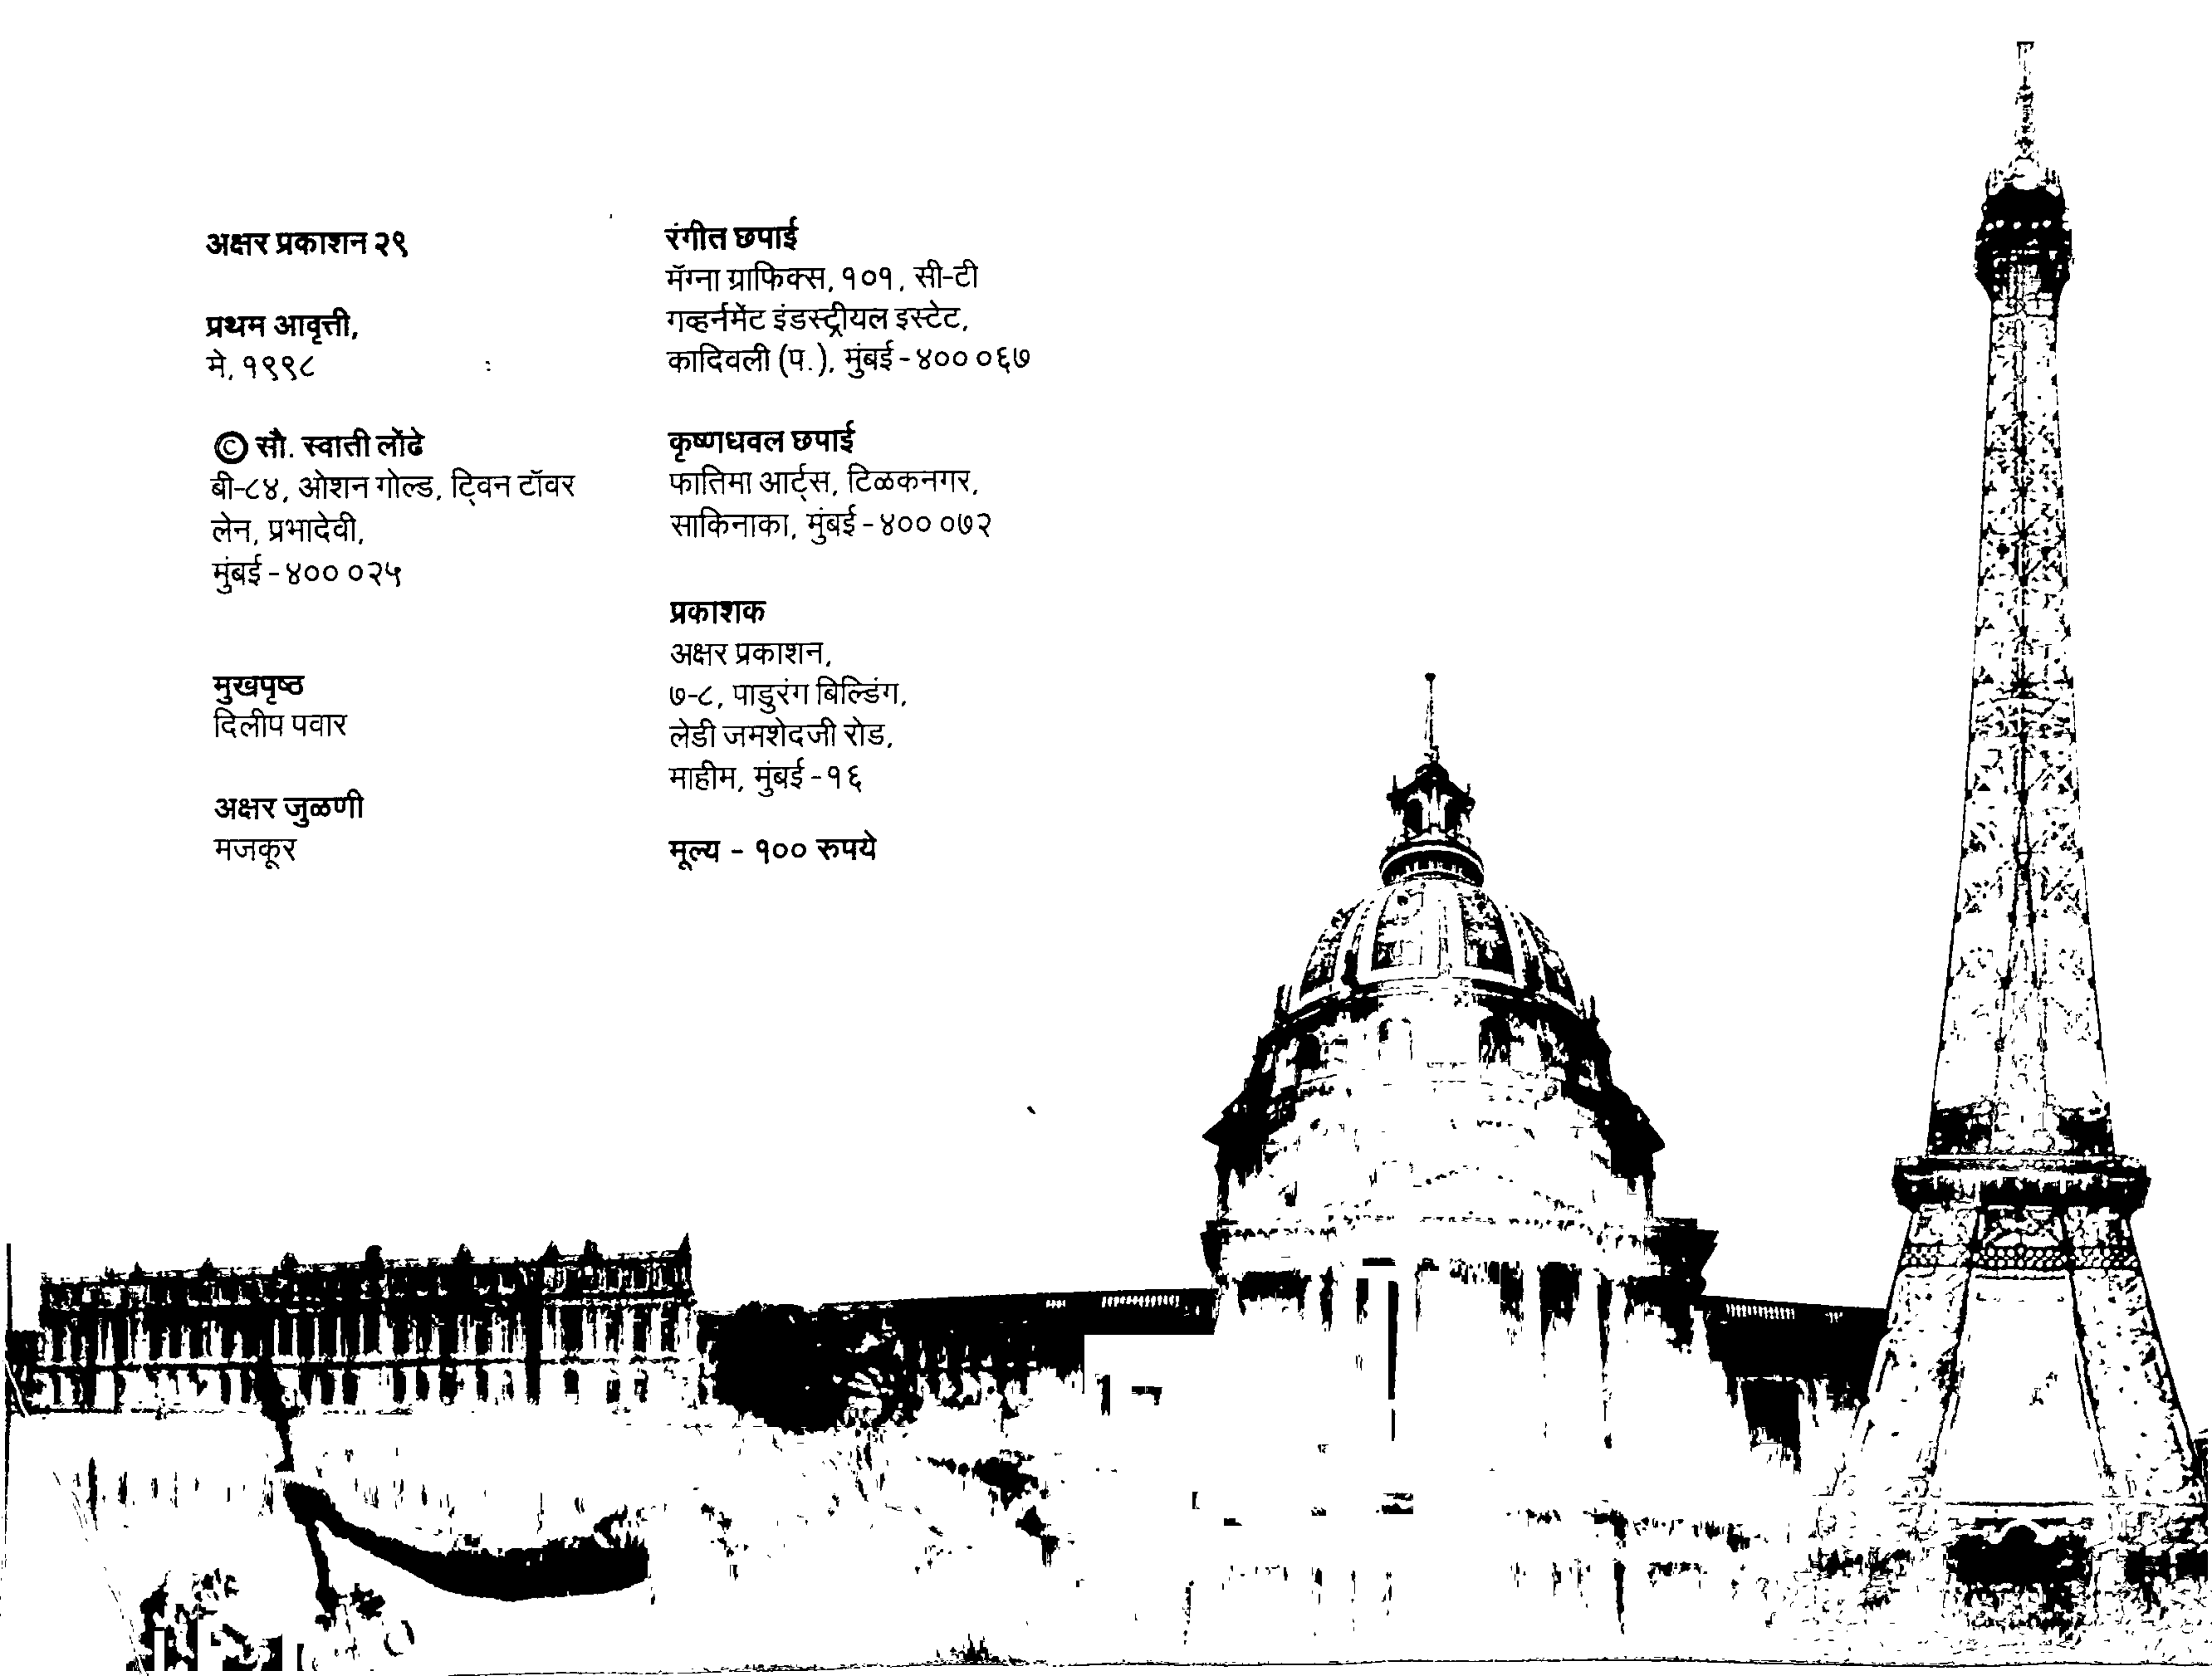 अक्षर प्रकाशन २९
प्रथम आवृत्ती,
मे, १९९८
© सौ. स्वाती लोंढे
बी-८४, ओशन गोल्ड, ट्विन टॉवर
लेन, प्रभादेवी,
मुंबई - ४०० ०२५
मुखपृष्ठ
दिलीप पवार
अक्षर जुळणी
मजकूर
रंगीत छपाई
मॅग्ना ग्राफिक्स, १०१, सी-टी
गव्हर्नमेंट इंडस्ट्रीयल इस्टेट,
कादिवली (प.), मुंबई - ४०० ०६७
कृष्णधवल छपाई
फातिमा आर्ट्स, टिळकनगर,
साकिनाका, मुंबई - ४०० ०७२
प्रकाशक
अक्षर प्रकाशन,
७-८, पाडुरंग बिल्डिंग,
लेडी जमशेदजी रोड,
माहीम, मुंबई - १६
मूल्य - १०० रुपये